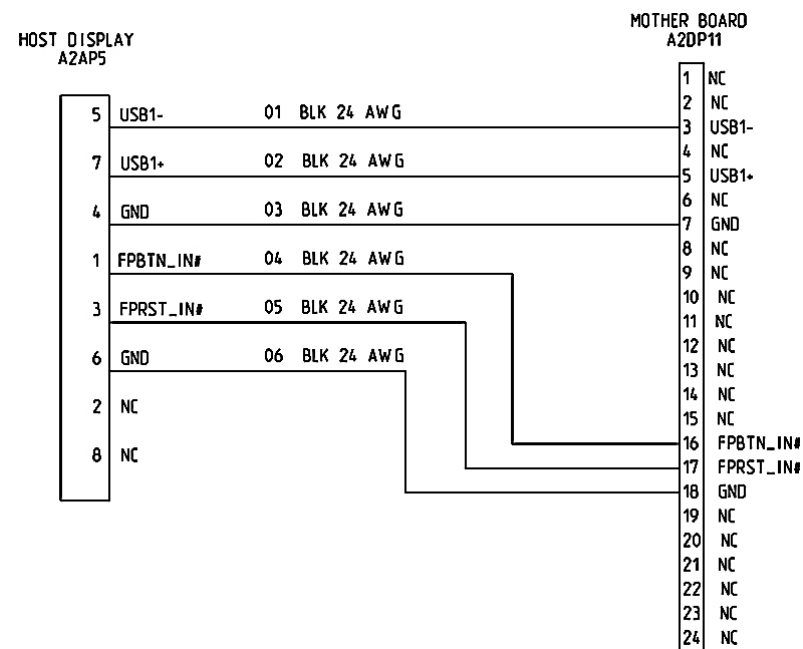 HOST DISPLAY
A2AP5
MOTHER BOARD
A2DP11
5 USB1- 01 BLK 24 AWG
7 USB1+ 02 BLK 24 AWG
4 GND 03 BLK 24 AWG
1 FPBTN_IN# 04 BLK 24 AWG
3 FPRST_IN# 05 BLK 24 AWG
6 GND 06 BLK 24 AWG
2 NC
8 NC
1 NC
2 NC
3 USB1-
4 NC
5 USB1+
6 NC
7 GND
8 NC
9 NC
10 NC
11 NC
12 NC
13 NC
14 NC
15 NC
16 FPBTN_IN#
17 FPRST_IN#
18 GND
19 NC
20 NC
21 NC
22 NC
23 NC
24 NC